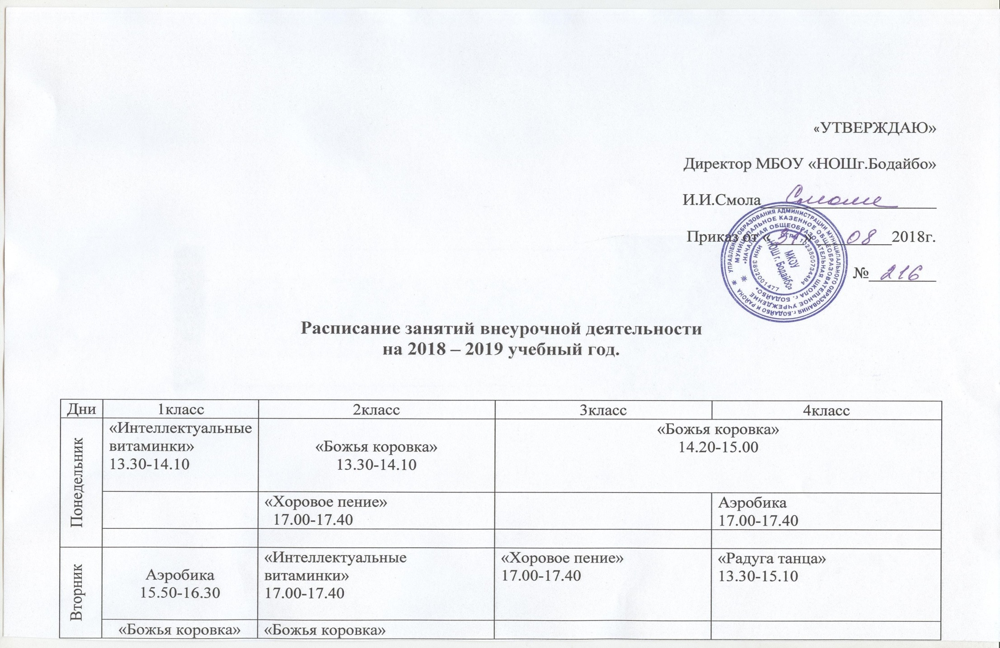 «УТВЕРЖДАЮ»
Директор МБОУ «НОШг.Бодайбо»
И.И.Смола
Приказ от «31» 08 2018г.
№ 216
УПРАВЛЕНИЕ ОБРАЗОВАНИЯ АДМИНИСТРАЦИИ МУНИЦИПАЛЬНОГО ОБРАЗОВАНИЯ г.БОДАЙБО И РАЙОНА
МУНИЦИПАЛЬНОЕ КАЗЕННОЕ ОБЩЕОБРАЗОВАТЕЛЬНОЕ УЧРЕЖДЕНИЕ
«НАЧАЛЬНАЯ ОБЩЕОБРАЗОВАТЕЛЬНАЯ ШКОЛА г. БОДАЙБО»
ИНН 3802001477
ОГРН 1023800734484
МКОУ
«НОШ г. Бодайбо»
Расписание занятий внеурочной деятельности
на 2018 – 2019 учебный год.
Дни 1класс 2класс 3класс 4класс
Понедельник
«Интеллектуальные
витаминки»
13.30-14.10
«Божья коровка»
13.30-14.10
«Божья коровка»
14.20-15.00
«Хоровое пение»
17.00-17.40
Аэробика
17.00-17.40
Вторник
Аэробика
15.50-16.30
«Интеллектуальные
витаминки»
17.00-17.40
«Хоровое пение»
17.00-17.40
«Радуга танца»
13.30-15.10
«Божья коровка»
«Божья коровка»